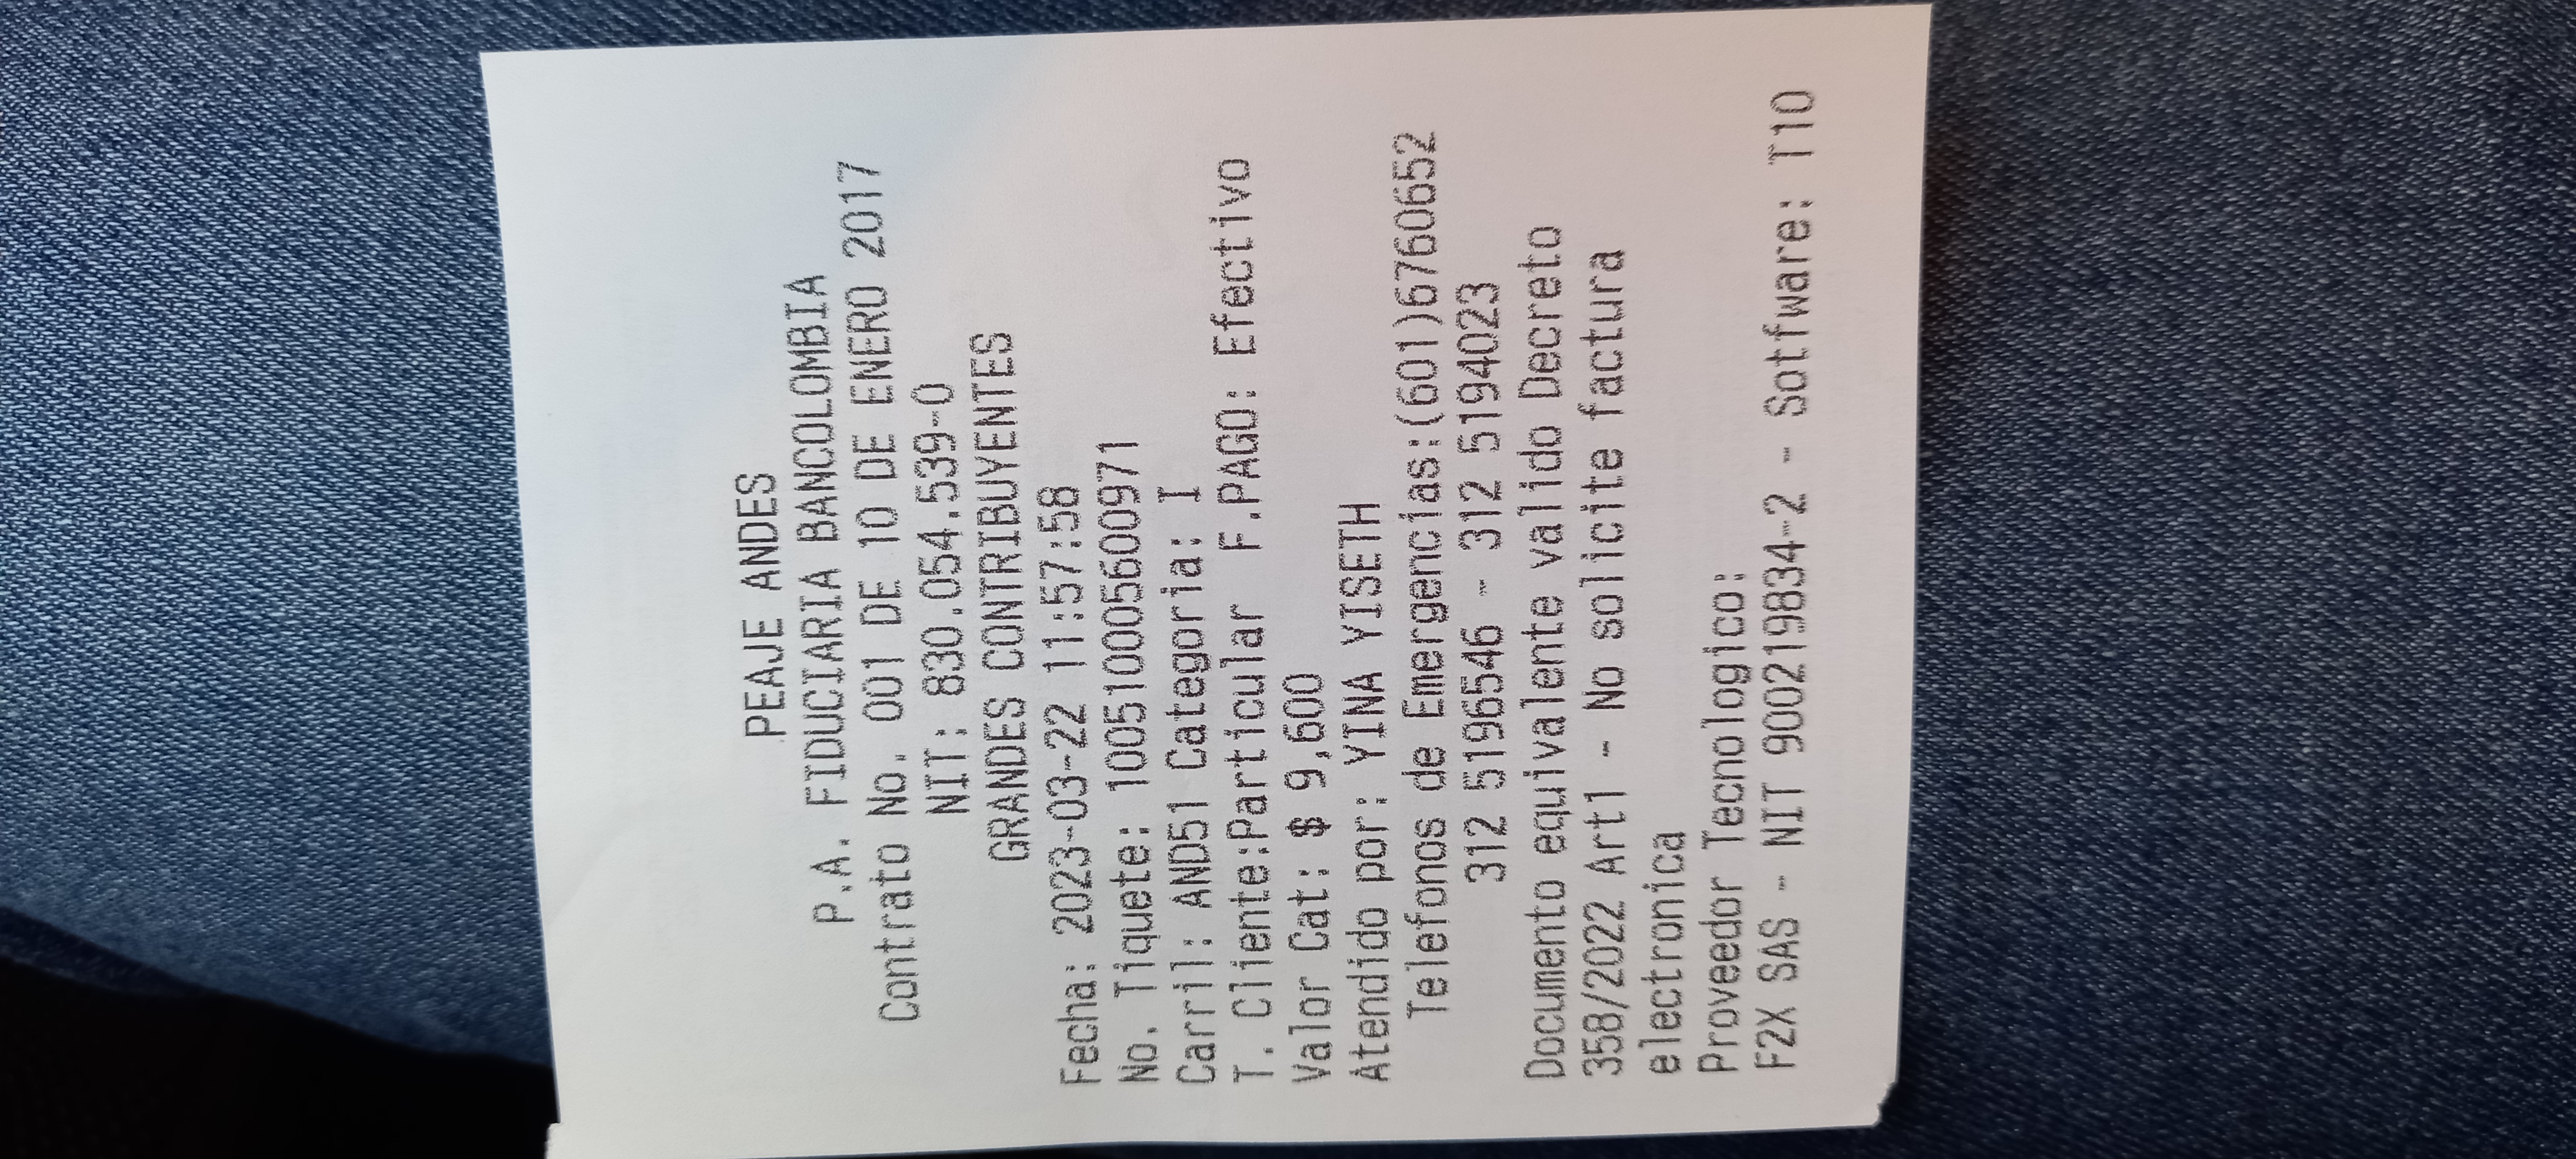 PEAJE ANDES
P.A. FIDUCIARIA BANCOLOMBIA
Contrato No. 001 DE 10 DE ENERO 2017
NIT: 830.054.539-0
GRANDES CONTRIBUYENTES
Fecha: 2023-03-22 11:57:58
No. Tiquete: 1005100056009​71
Carril: AND51 Categoria: I
T. Cliente:Particular F.PAGO: Efectivo
Valor Cat: $ 9,600
Atendido por: YINA YISETH
Telefonos de Emergencias:(601)6760652
312 5196546 - 312 5194023
Documento equivalente valido Decreto
358/2022 Art1 - No solicite factura
electronica
Proveedor Tecnologico:
F2X SAS - NIT 900219834-2 - Sotfware: T10